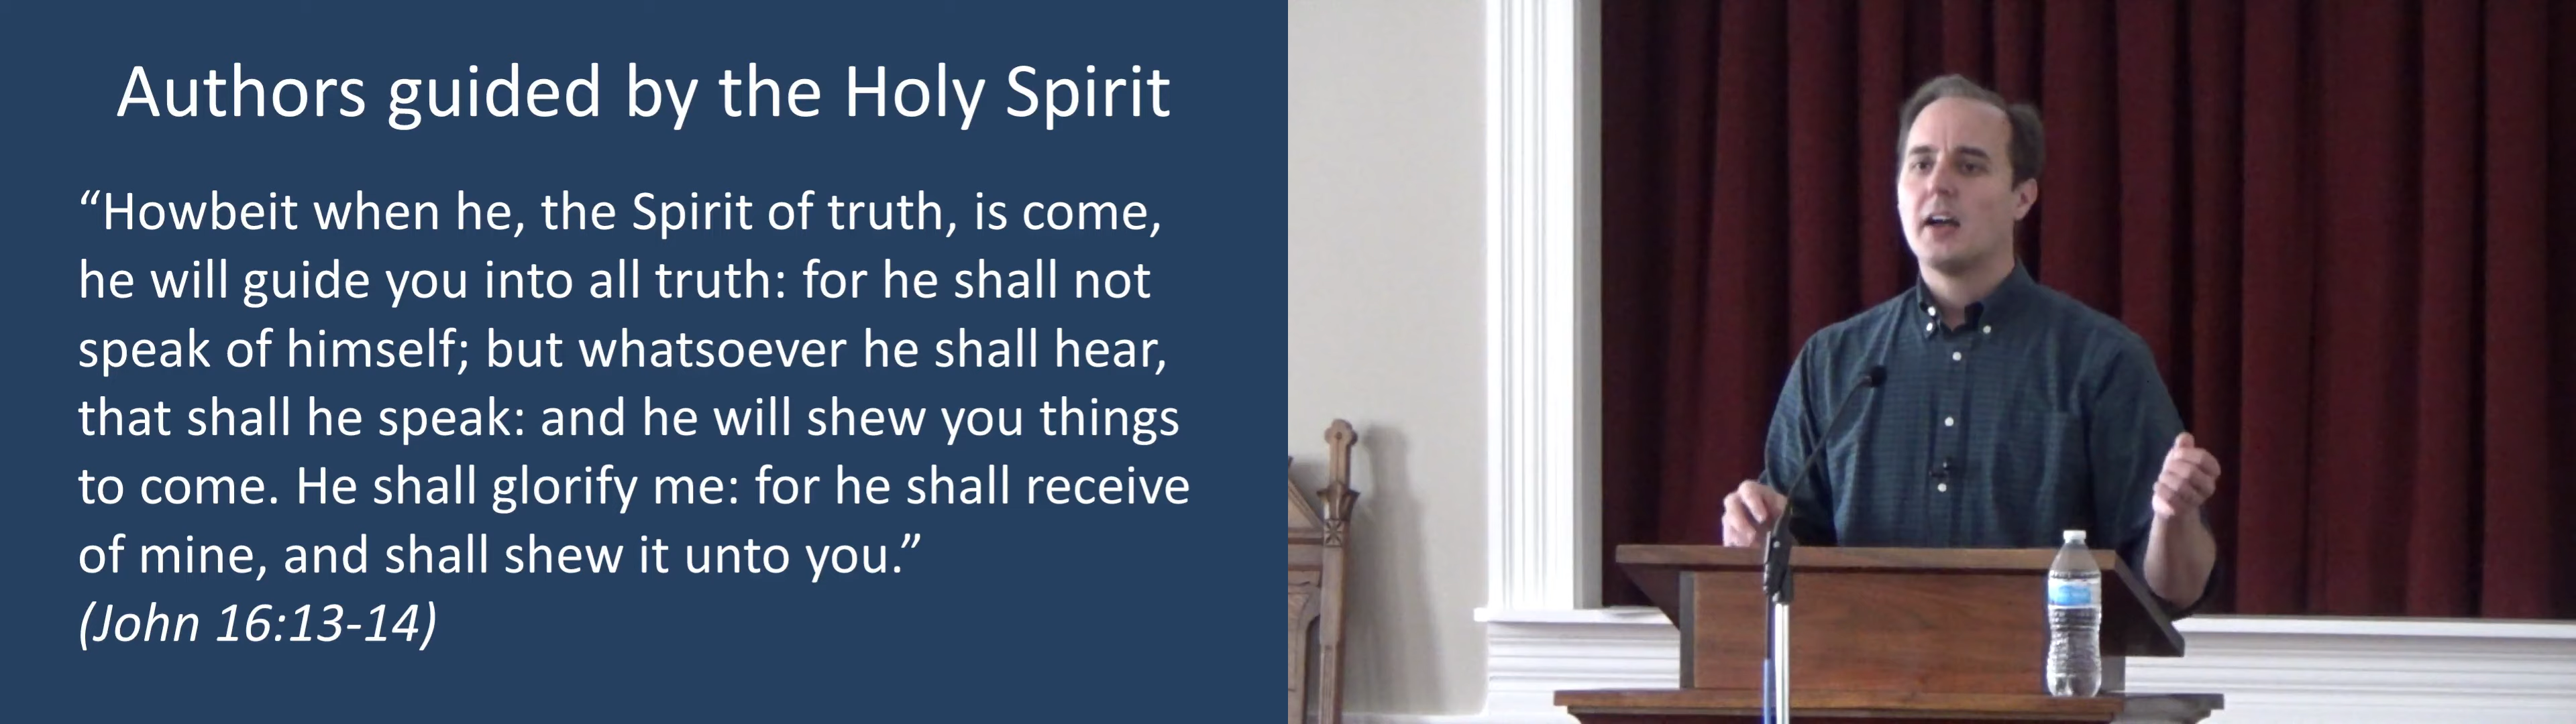 Authors guided by the Holy Spirit
“Howbeit when he, the Spirit of truth, is come,
he will guide you into all truth: for he shall not
speak of himself; but whatsoever he shall hear,
that shall he speak: and he will shew you things
to come. He shall glorify me: for he shall receive
of mine, and shall shew it unto you.”
(John 16:13-14)